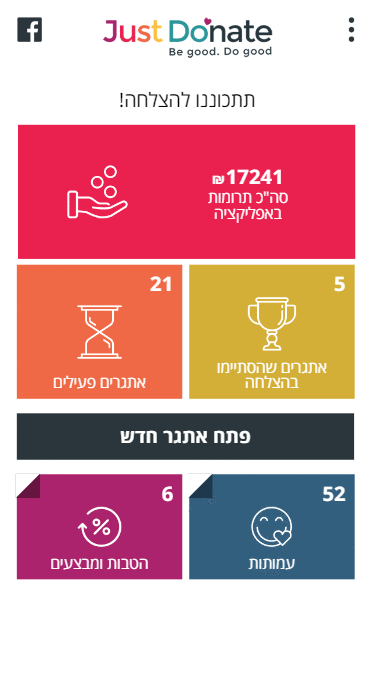 Just Donate
Be good. Do good
תתכוננו להצלחה!
₪17241
סה"כ תרומות
באפליקציה
5
אתגרים שהסתיימו
בהצלחה
21
אתגרים פעילים
פתח אתגר חדש
52
עמותות
6
הטבות ומבצעים